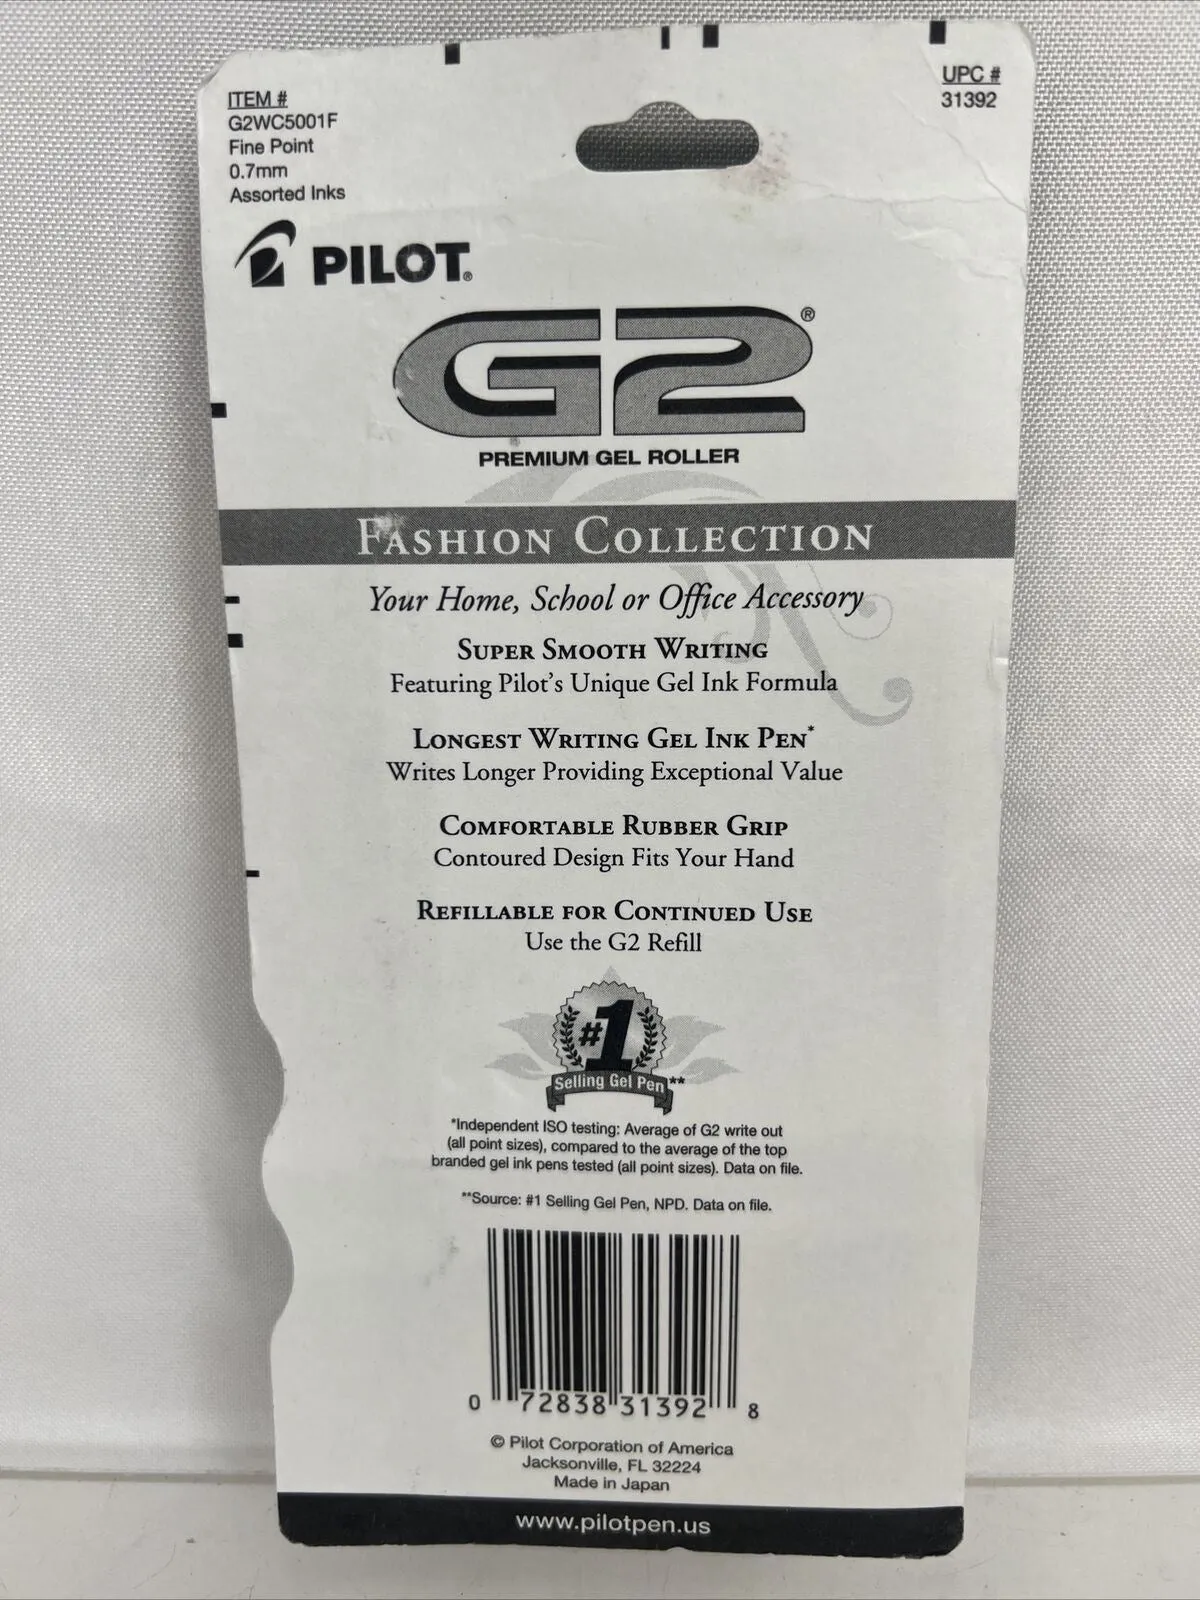 ITEM #
G2WC5001F
Fine Point
0.7mm
Assorted Inks
UPC #
31392
PILOT®
G2®
PREMIUM GEL ROLLER
FASHION COLLECTION
Your Home, School or Office Accessory
SUPER SMOOTH WRITING
Featuring Pilot's Unique Gel Ink Formula
LONGEST WRITING GEL INK PEN*
Writes Longer Providing Exceptional Value
COMFORTABLE RUBBER GRIP
Contoured Design Fits Your Hand
REFILLABLE FOR CONTINUED USE
Use the G2 Refill
#1
Selling Gel Pen**
*Independent ISO testing: Average of G2 write out
(all point sizes), compared to the average of the top
branded gel ink pens tested (all point sizes). Data on file.
**Source: #1 Selling Gel Pen, NPD. Data on file.
0 72838 31392 8
© Pilot Corporation of America
Jacksonville, FL 32224
Made in Japan
www.pilotpen.us